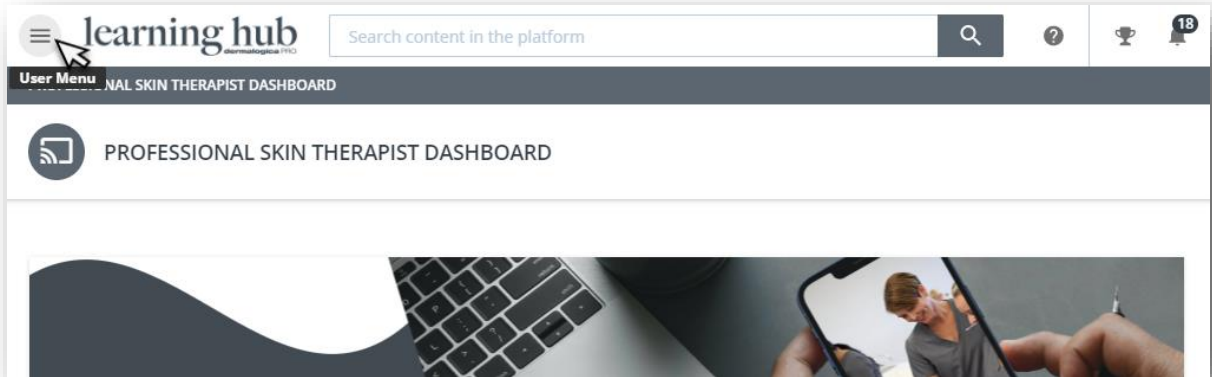 learning hub
dermalogica PRO
Search content in the platform
18
User Menu
NAL SKIN THERAPIST DASHBOARD
PROFESSIONAL SKIN THERAPIST DASHBOARD